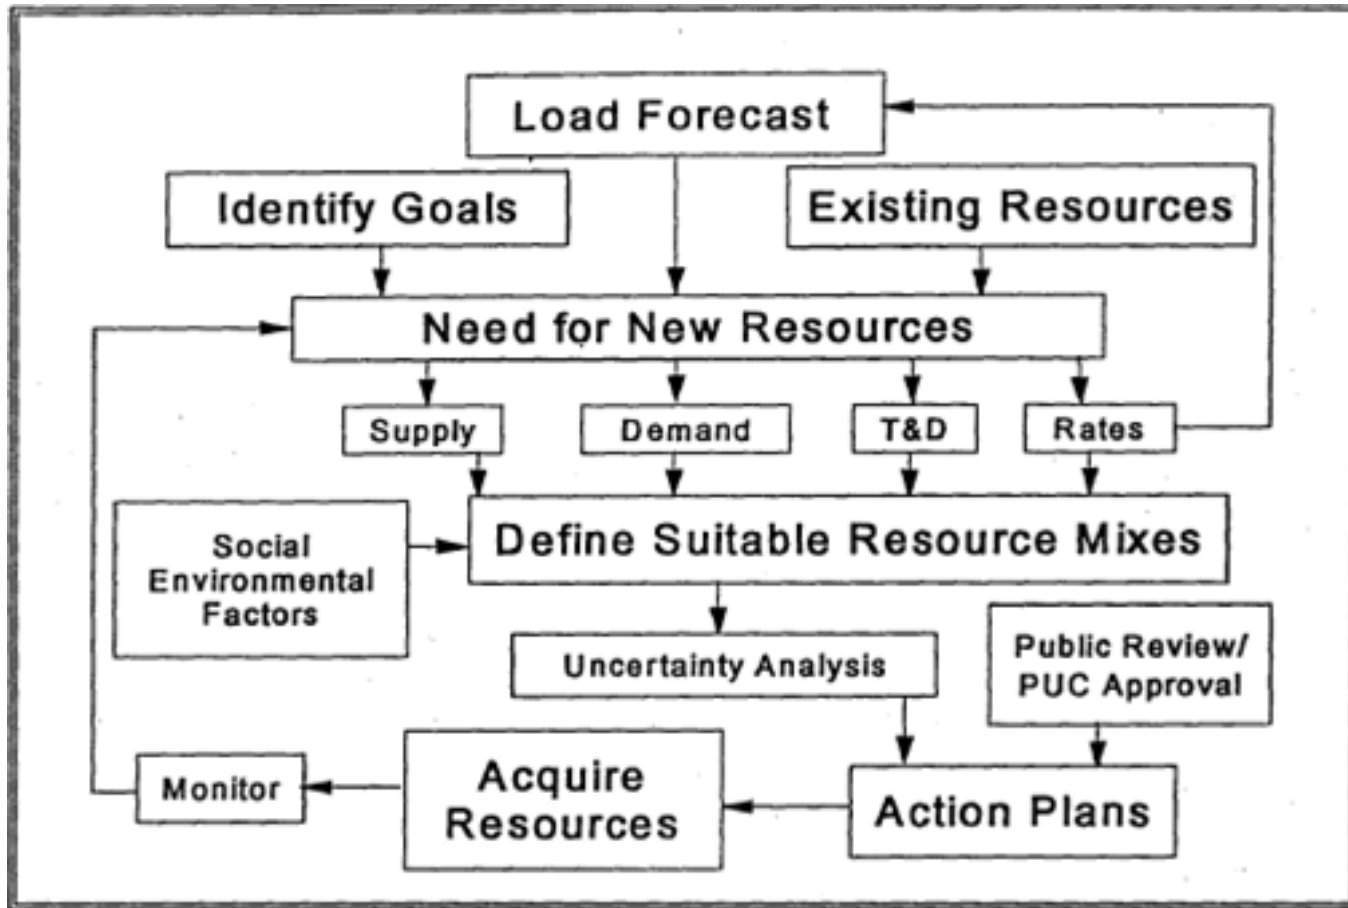 Load Forecast
Identify Goals
Existing Resources
Need for New Resources
Supply
Demand
T&D
Rates
Social
Environmental
Factors
Define Suitable Resource Mixes
Uncertainty Analysis
Public Review/
PUC Approval
Monitor
Acquire
Resources
Action Plans